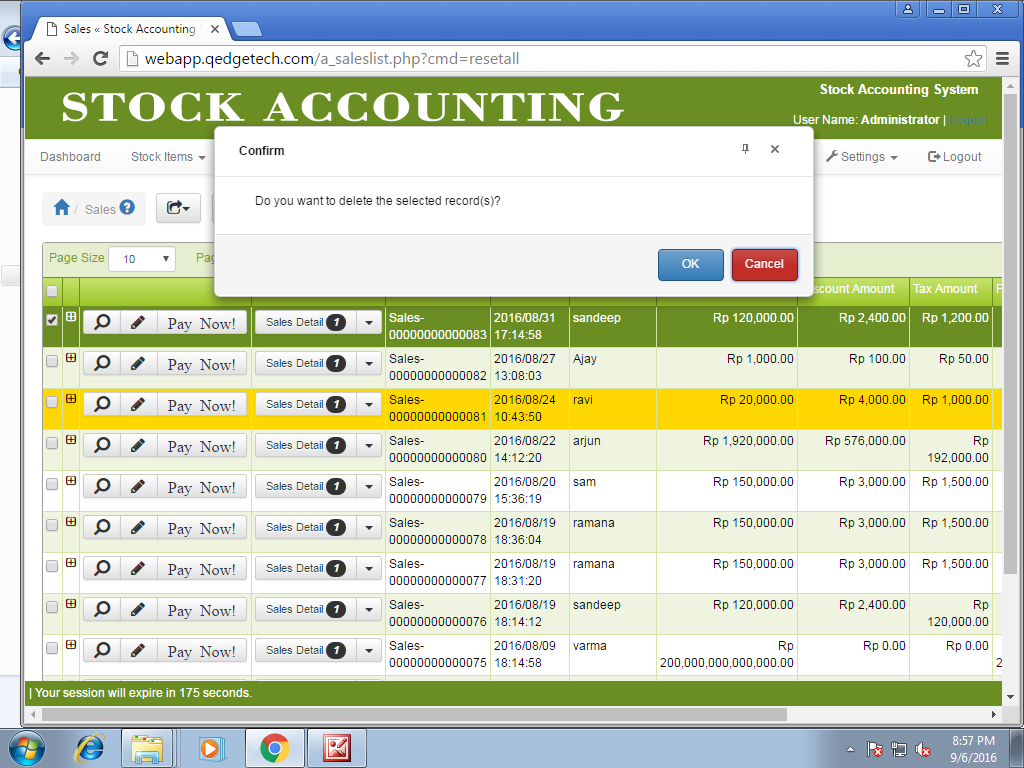 Sales « Stock Accounting
webapp.qedgetech.com/a_saleslist.php?cmd=resetall
STOCK ACCOUNTING
Stock Accounting System
User Name: Administrator | Logout
Dashboard Stock Items Settings Logout
Confirm
Do you want to delete the selected record(s)?
OK Cancel
/ Sales ?
Page Size 10
scount Amount Tax Amount
Pay Now! Sales Detail 1 Sales- 2016/08/31 sandeep Rp 120,000.00 Rp 2,400.00 Rp 1,200.00
00000000000083 17:14:58
Pay Now! Sales Detail 1 Sales- 2016/08/27 Ajay Rp 1,000.00 Rp 100.00 Rp 50.00
00000000000082 13:08:03
Pay Now! Sales Detail 1 Sales- 2016/08/24 ravi Rp 20,000.00 Rp 4,000.00 Rp 1,000.00
00000000000081 10:43:50
Pay Now! Sales Detail 1 Sales- 2016/08/22 arjun Rp 1,920,000.00 Rp 576,000.00 Rp
00000000000080 14:12:20 192,000.00
Pay Now! Sales Detail 1 Sales- 2016/08/20 sam Rp 150,000.00 Rp 3,000.00 Rp 1,500.00
00000000000079 15:36:19
Pay Now! Sales Detail 1 Sales- 2016/08/19 ramana Rp 150,000.00 Rp 3,000.00 Rp 1,500.00
00000000000078 18:36:04
Pay Now! Sales Detail 1 Sales- 2016/08/19 ramana Rp 150,000.00 Rp 3,000.00 Rp 1,500.00
00000000000077 18:31:20
Pay Now! Sales Detail 1 Sales- 2016/08/19 sandeep Rp 120,000.00 Rp 2,400.00 Rp
00000000000076 18:14:12 120,000.00
Pay Now! Sales Detail 1 Sales- 2016/08/09 varma Rp Rp 0.00 Rp 0.00
00000000000075 18:14:58 200,000,000,000,000.00 2
| Your session will expire in 175 seconds.
8:57 PM
9/6/2016